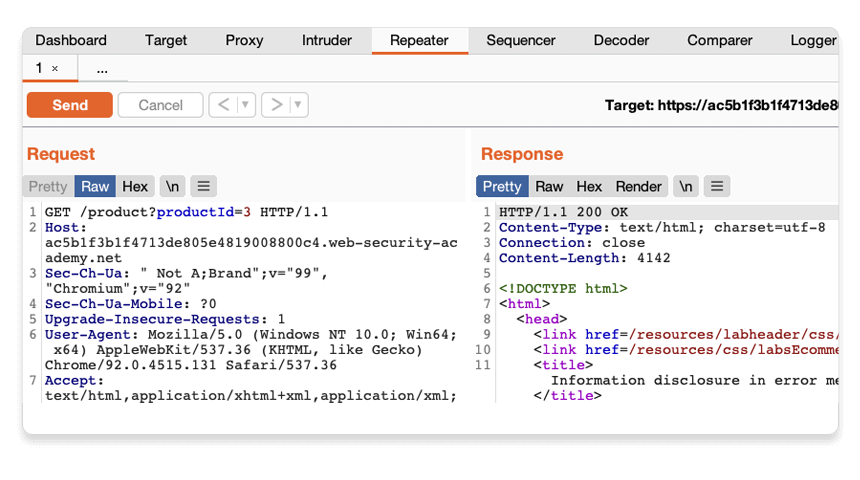 Dashboard Target Proxy Intruder Repeater Sequencer Decoder Comparer Logger
1 × ...
Send Cancel < > Target: https://ac5b1f3b1f4713de8
Request
Pretty Raw Hex \n
1 GET /product?productId=3 HTTP/1.1
2 Host:
ac5b1f3b1f4713de805e4819008800c4.web-security-ac
ademy.net
3 Sec-Ch-Ua: " Not A;Brand";v="99",
"Chromium";v="92"
4 Sec-Ch-Ua-Mobile: ?0
5 Upgrade-Insecure-Requests: 1
6 User-Agent: Mozilla/5.0 (Windows NT 10.0; Win64;
x64) AppleWebKit/537.36 (KHTML, like Gecko)
Chrome/92.0.4515.131 Safari/537.36
7 Accept:
text/html,application/xhtml+xml,application/xml;
Response
Pretty Raw Hex Render \n
1 HTTP/1.1 200 OK
2 Content-Type: text/html; charset=utf-8
3 Connection: close
4 Content-Length: 4142
5
6 <!DOCTYPE html>
7 <html>
8 <head>
9 <link href=/resources/labheader/css/
10 <link href=/resources/css/labsEcomme
11 <title>
Information disclosure in error me
</title>